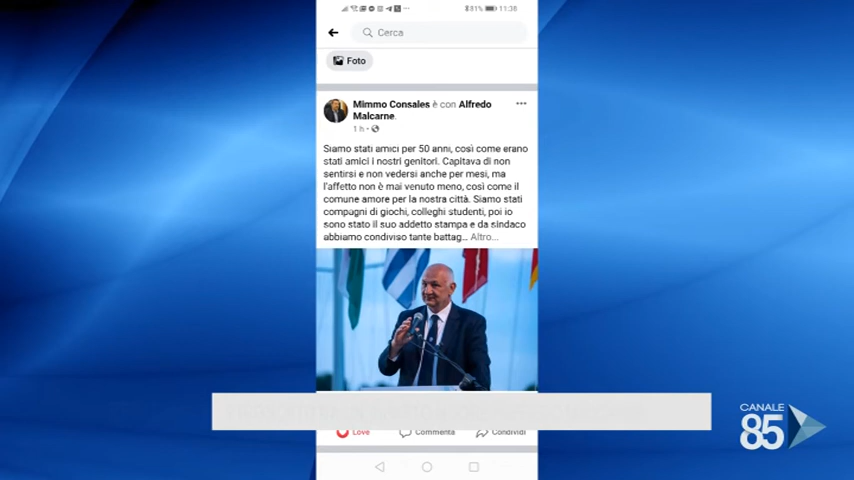 81% 11:38
Cerca
Foto
Mimmo Consales è con Alfredo
Malcarne.
1 h
Siamo stati amici per 50 anni, così come erano
stati amici i nostri genitori. Capitava di non
sentirsi e non vedersi anche per mesi, ma
l'affetto non è mai venuto meno, così come il
comune amore per la nostra città. Siamo stati
compagni di giochi, colleghi studenti, poi io
sono stato il suo addetto stampa e da sindaco
abbiamo condiviso tante battag... Altro...
Love Commenta Condividi
CANALE
85